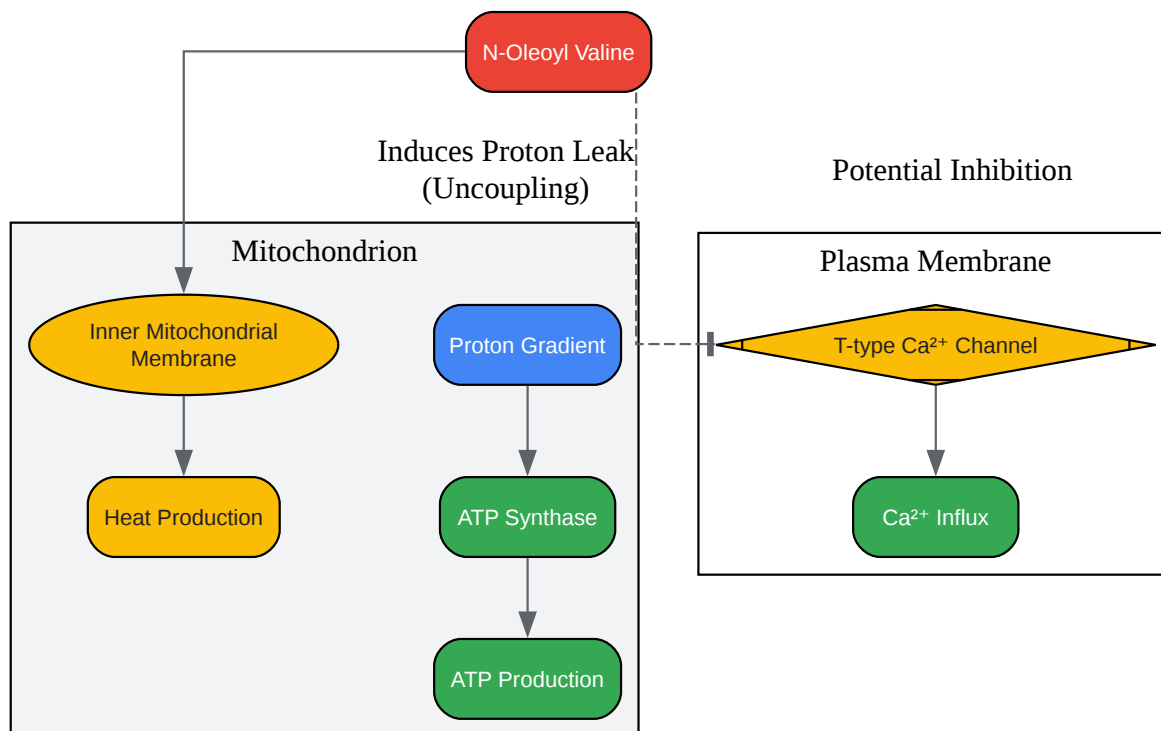 N-Oleoyl Valine
Induces Proton Leak
(Uncoupling)
Potential Inhibition
Mitochondrion
Plasma Membrane
Inner Mitochondrial
Membrane
Proton Gradient
T-type Ca²⁺ Channel
Heat Production
ATP Synthase
Ca²⁺ Influx
ATP Production